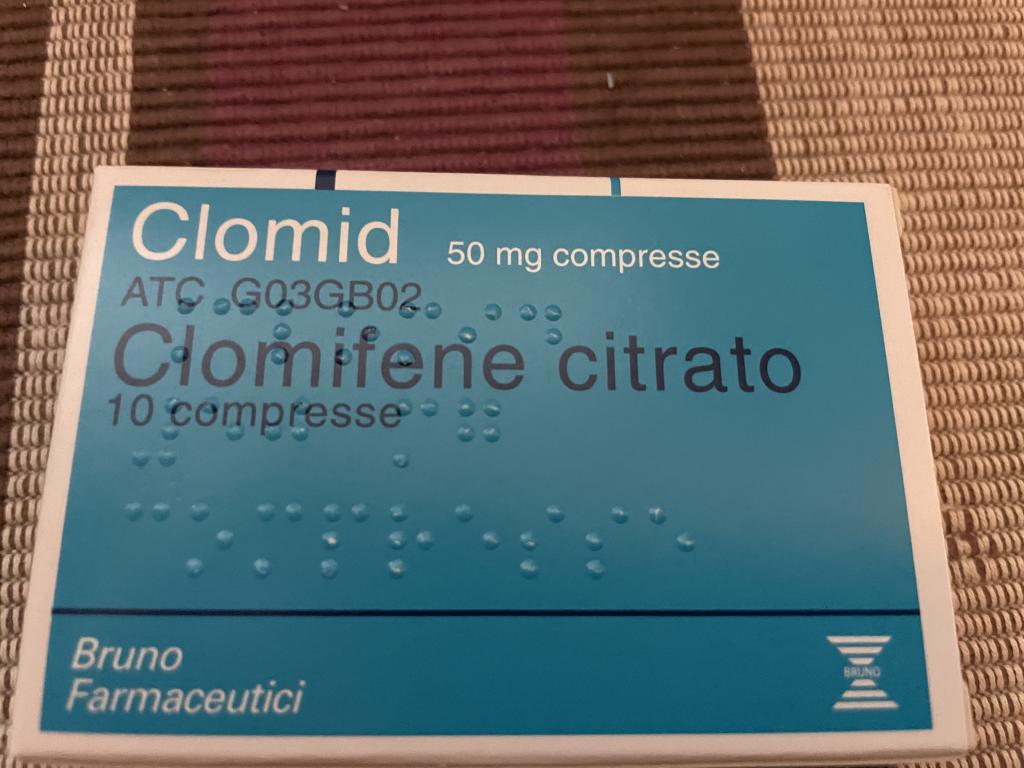 Clomid 50 mg compresse
ATC G03GB02
Clomifene citrato
10 compresse
Bruno
Farmaceutici
BRUNO